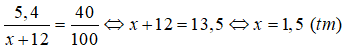 5,4/(x+12) = 40/100 ⇔ x+12 = 13,5 ⇔ x = 1,5 (tm)